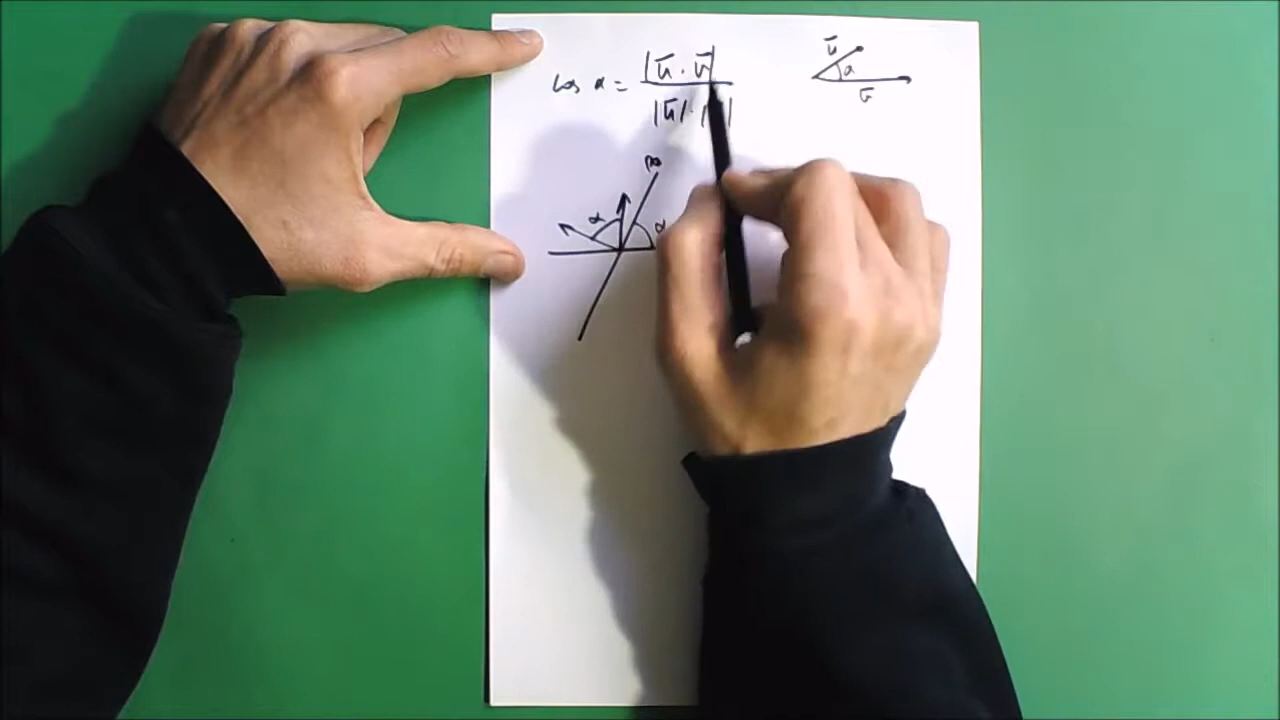 cos α = |ū · v̄| / |ū| · | |
ū
α
v̄
β
α
α